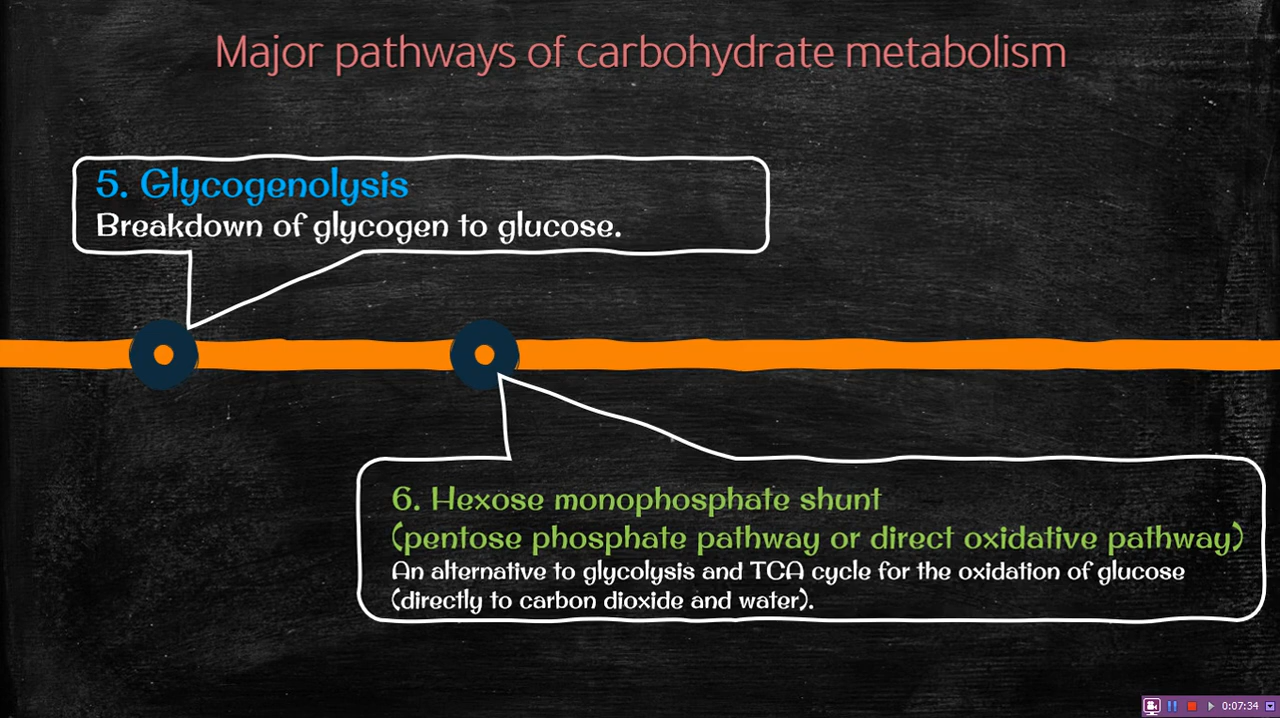 Major pathways of carbohydrate metabolism
5. Glycogenolysis
Breakdown of glycogen to glucose.
6. Hexose monophosphate shunt
(pentose phosphate pathway or direct oxidative pathway)
An alternative to glycolysis and TCA cycle for the oxidation of glucose
(directly to carbon dioxide and water).
0:07:34